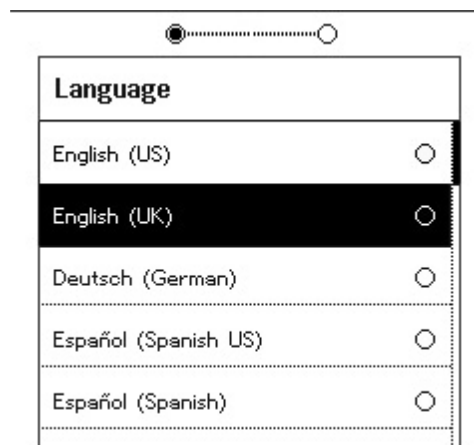 Language
English (US)
English (UK)
Deutsch (German)
Español (Spanish US)
Español (Spanish)